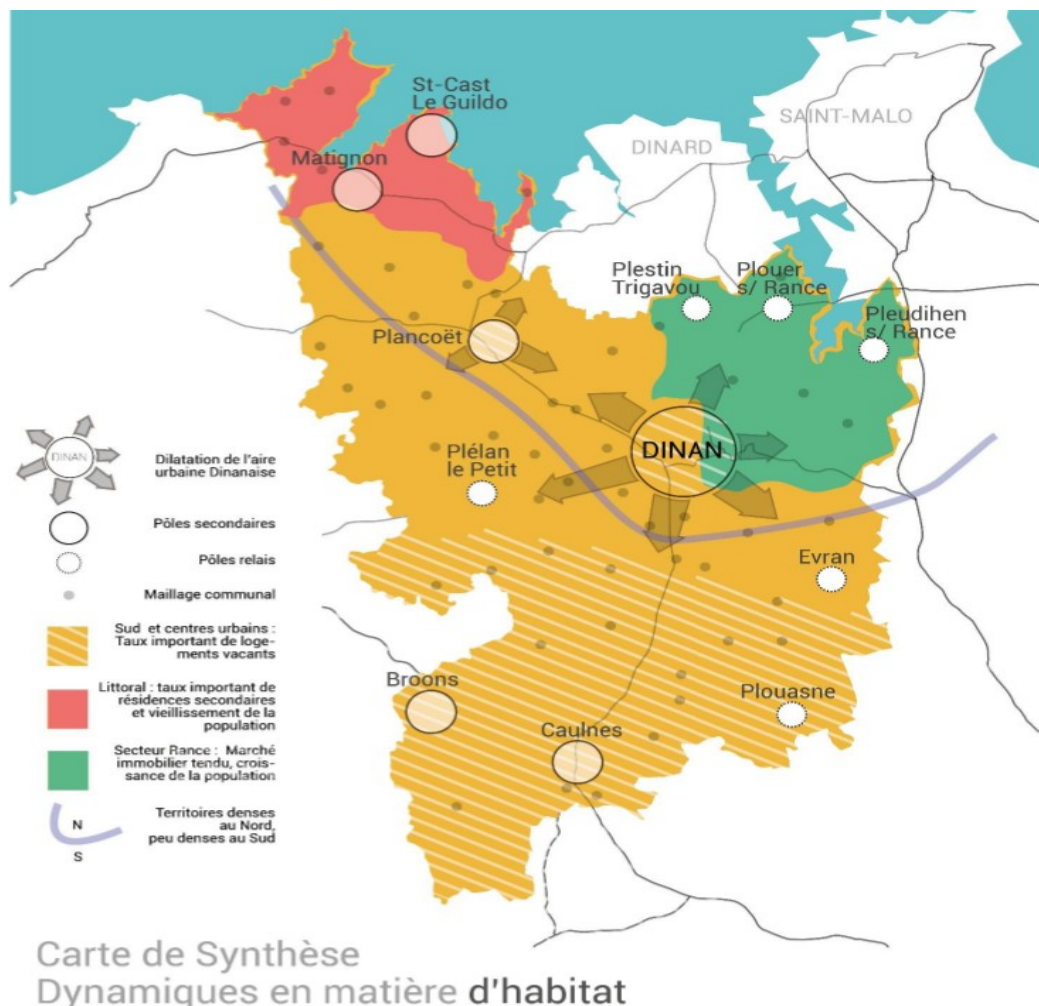 St-Cast
Le Guildo
SAINT-MALO
DINARD
Matignon
Plestin
Trigavou
Plouer
s/ Rance
Pleudihen
s/ Rance
Plancoët
DINAN
Plélan
le Petit
Evran
Broons
Plouasne
Caulnes
DINAN
Dilatation de l'aire
urbaine Dinanaise
Pôles secondaires
Pôles relais
Maillage communal
Sud et centres urbains :
Taux important de loge-
ments vacants
Littoral : taux important de
résidences secondaires
et vieillissement de la
population
Secteur Rance : Marché
immobilier tendu, crois-
sance de la population
N
S
Territoires denses
au Nord,
peu denses au Sud
Carte de Synthèse
Dynamiques en matière d'habitat